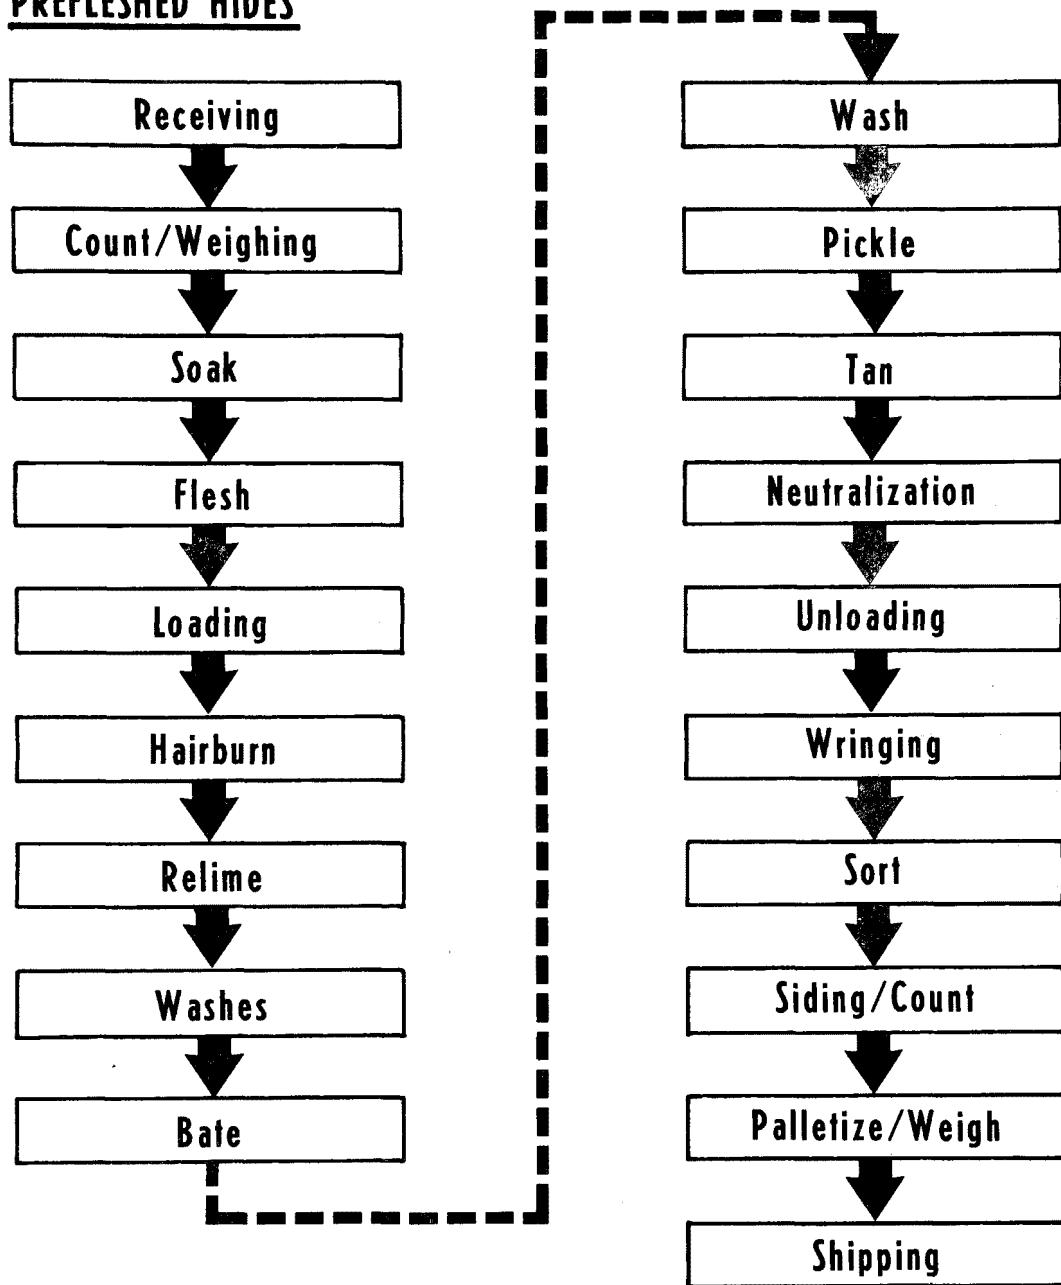 PREFLESHED HIDES
Receiving
Count/Weighing
Soak
Flesh
Loading
Hairburn
Relime
Washes
Bate
Wash
Pickle
Tan
Neutralization
Unloading
Wringing
Sort
Siding/Count
Palletize/Weigh
Shipping